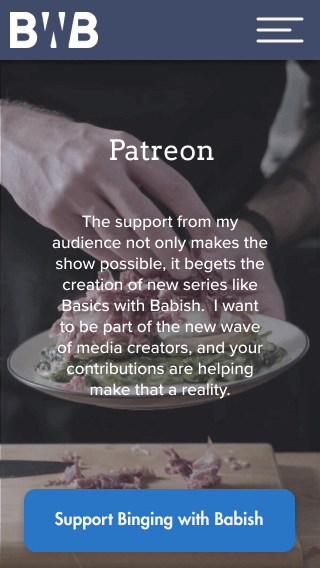 BWB
Patreon
The support from my
audience not only makes the
show possible, it begets the
creation of new series like
Basics with Babish.  I want
to be part of the new wave
of media creators, and your
contributions are helping
make that a reality.
Support Binging with Babish